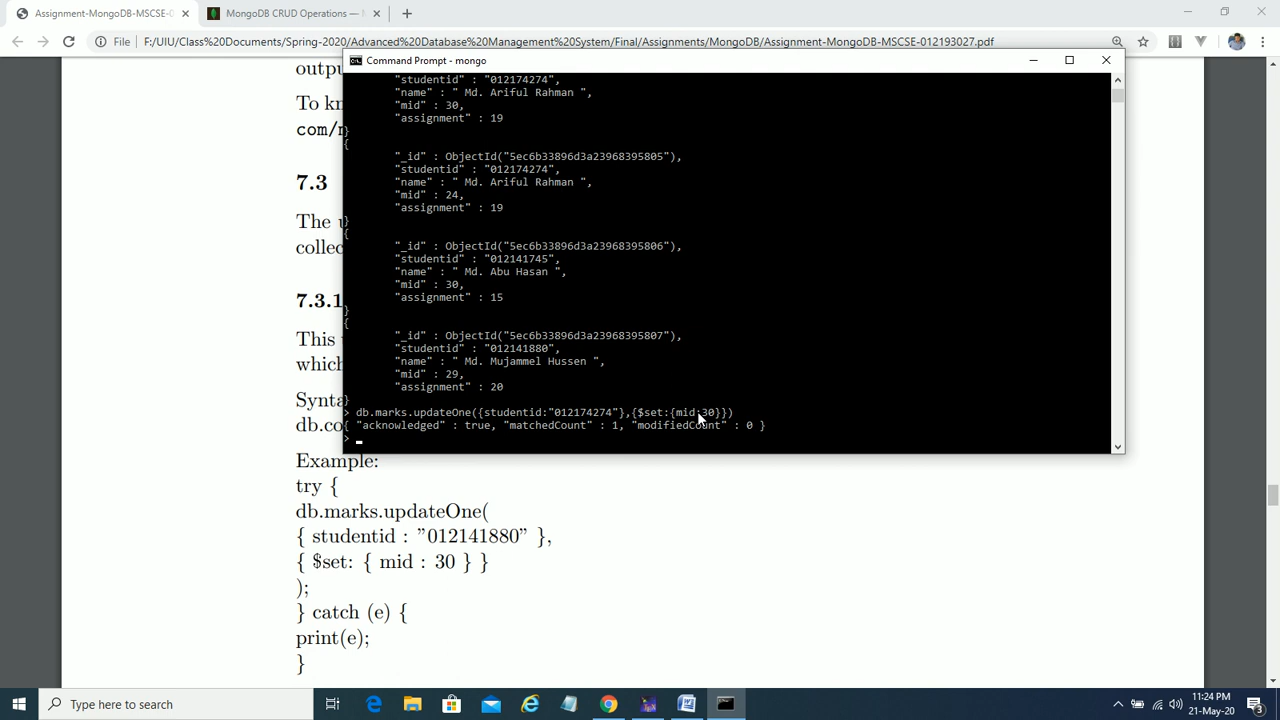 Assignment-MongoDB-MSCSE-0
MongoDB CRUD Operations —
File
F:/UIU/Class%20Documents/Spring-2020/Advanced%20Database%20Management%20System/Final/Assignments/MongoDB/Assignment-MongoDB-MSCSE-012193027.pdf
Command Prompt - mongo
outpu
To kn
com/m
7.3
The u
collec
7.3.1
This
which
Synta
db.co
"studentid" : "012174274",
"name" : " Md. Ariful Rahman ",
"mid" : 30,
"assignment" : 19
}
{
"_id" : ObjectId("5ec6b33896d3a23968395805"),
"studentid" : "012174274",
"name" : " Md. Ariful Rahman ",
"mid" : 24,
"assignment" : 19
}
{
"_id" : ObjectId("5ec6b33896d3a23968395806"),
"studentid" : "012141745",
"name" : " Md. Abu Hasan ",
"mid" : 30,
"assignment" : 15
}
{
"_id" : ObjectId("5ec6b33896d3a23968395807"),
"studentid" : "012141880",
"name" : " Md. Mujammel Hussen ",
"mid" : 29,
"assignment" : 20
}
> db.marks.updateOne({studentid:"012174274"},{$set:{mid:30}})
{ "acknowledged" : true, "matchedCount" : 1, "modifiedCount" : 0 }
>
Example:
try {
db.marks.updateOne(
{ studentid : ”012141880” },
{ $set: { mid : 30 } }
);
} catch (e) {
print(e);
}
Type here to search
11:24 PM
21-May-20
3